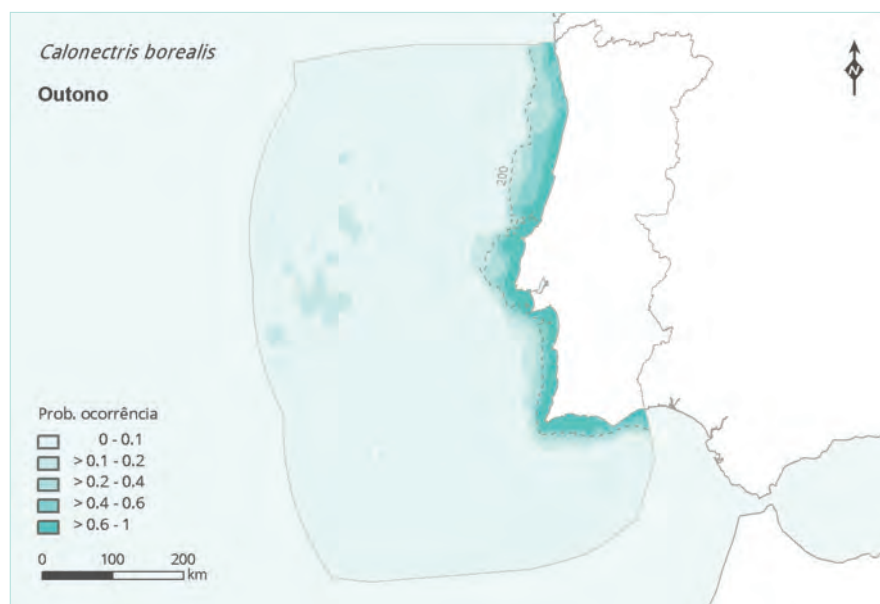 Calonectris borealis
Outono
N
200
Prob. ocorrência
0 - 0.1
> 0.1 - 0.2
> 0.2 - 0.4
> 0.4 - 0.6
> 0.6 - 1
0 100 200
km